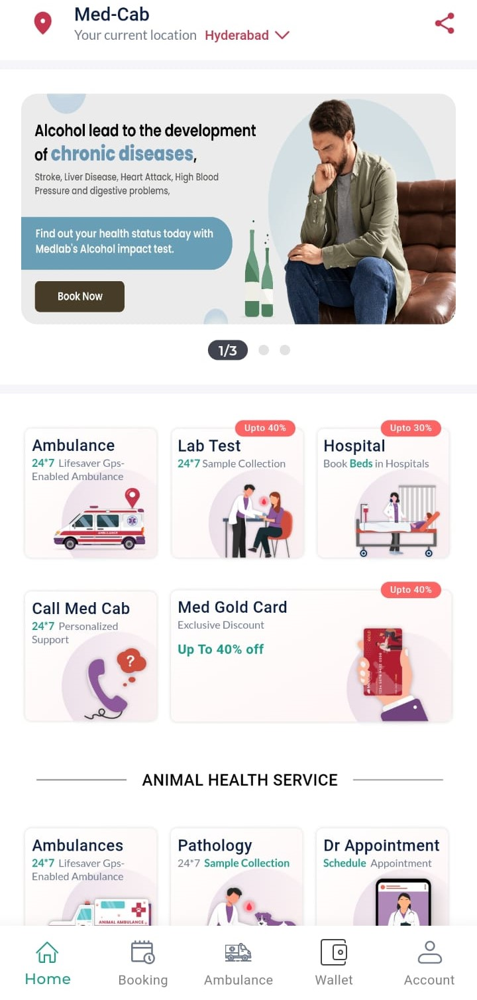 Med-Cab
Your current location Hyderabad
Alcohol lead to the development
of chronic diseases,
Stroke, Liver Disease, Heart Attack, High Blood
Pressure and digestive problems,
Find out your health status today with
Medlab's Alcohol impact test.
Book Now
1/3
Ambulance
24*7 Lifesaver Gps-
Enabled Ambulance
AMBULANCE
Upto 40%
Lab Test
24*7 Sample Collection
Upto 30%
Hospital
Book Beds in Hospitals
Call Med Cab
24*7 Personalized
Support
?
Upto 40%
Med Gold Card
Exclusive Discount
Up To 40% off
GOLD
ANIMAL HEALTH SERVICE
Ambulances
24*7 Lifesaver Gps-
Enabled Ambulance
ANIMAL AMBULANCE
Pathology
24*7 Sample Collection
Dr Appointment
Schedule Appointment
Home
Booking
Ambulance
Wallet
Account